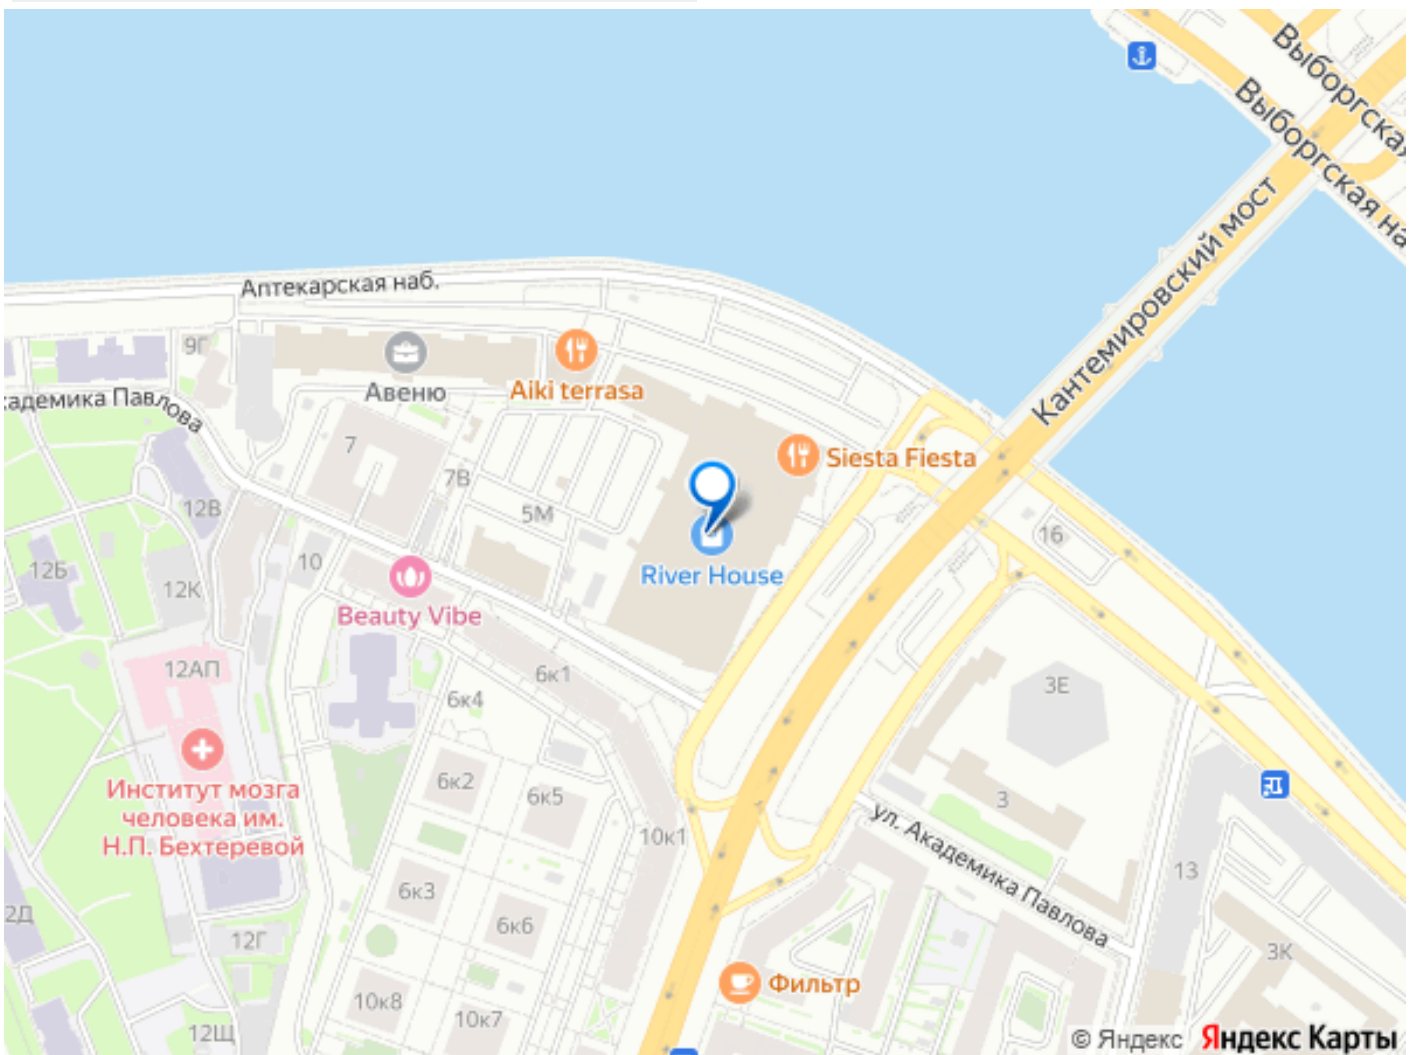 Выборгская
Выборгская на
Кантемировский мост
Аптекарская наб.
9Г
Авеню
Aiki terrasa
кадемика Павлова
7
7В
Siesta Fiesta
12В
5М
16
12Б
10
River House
12К
Beauty Vibe
12АП
6к1
3Е
6к4
Институт мозга
человека им.
Н.П. Бехтеревой
6к2
6к5
3
10к1
ул. Академика Павлова
13
6к3
12Д
6к6
12Г
3К
Фильтр
10к8
10к7
12Щ
© Яндекс Яндекс Карты